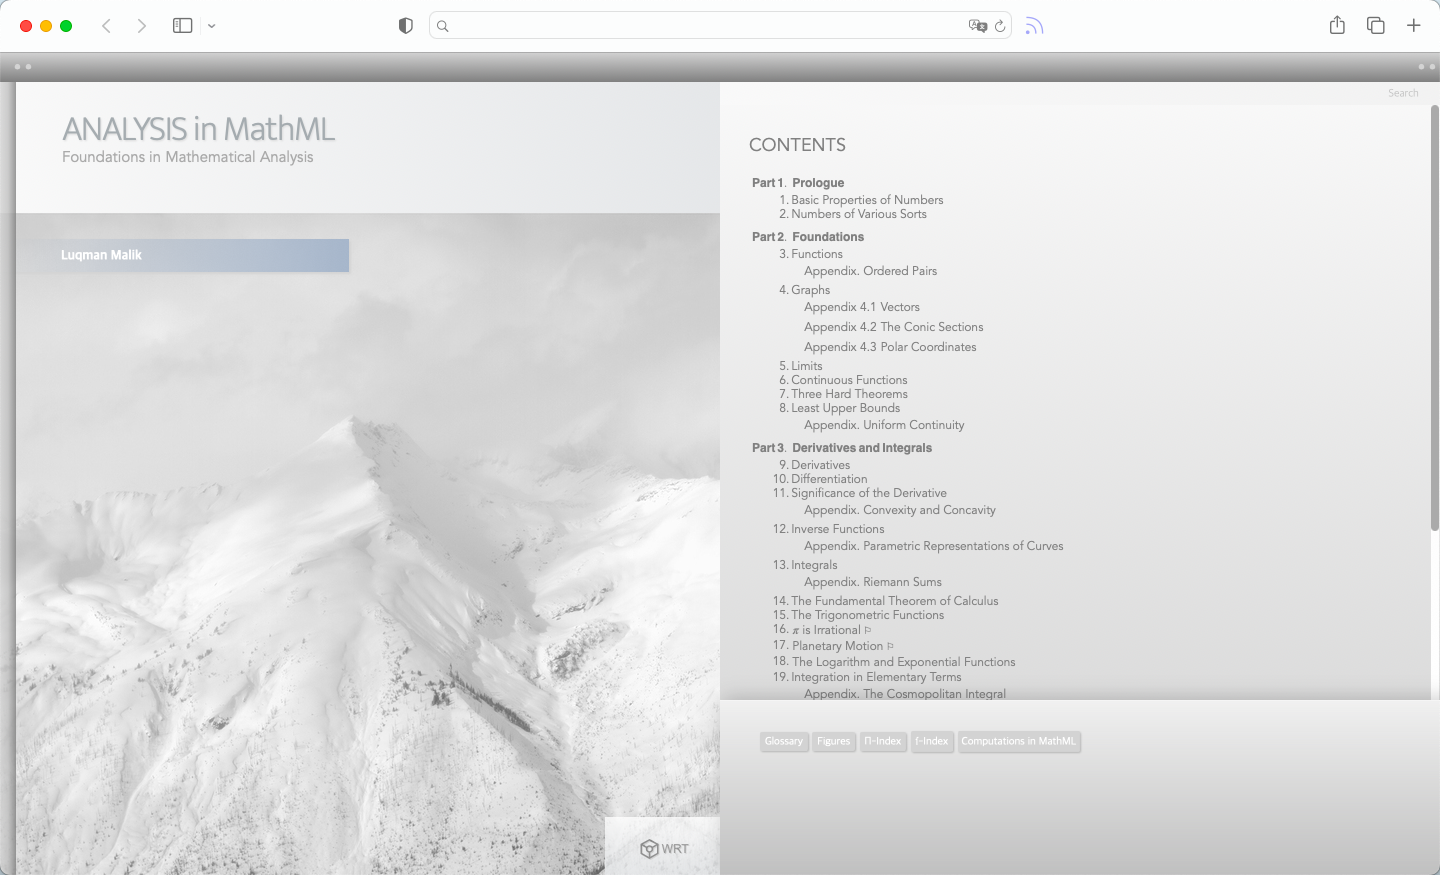 ANALYSIS in MathML
Foundations in Mathematical Analysis
Luqman Malik
WRT
Search
CONTENTS
Part 1. Prologue
1. Basic Properties of Numbers
2. Numbers of Various Sorts
Part 2. Foundations
3. Functions
Appendix. Ordered Pairs
4. Graphs
Appendix 4.1 Vectors
Appendix 4.2 The Conic Sections
Appendix 4.3 Polar Coordinates
5. Limits
6. Continuous Functions
7. Three Hard Theorems
8. Least Upper Bounds
Appendix. Uniform Continuity
Part 3. Derivatives and Integrals
9. Derivatives
10. Differentiation
11. Significance of the Derivative
Appendix. Convexity and Concavity
12. Inverse Functions
Appendix. Parametric Representations of Curves
13. Integrals
Appendix. Riemann Sums
14. The Fundamental Theorem of Calculus
15. The Trigonometric Functions
16. π is Irrational ⚐
17. Planetary Motion ⚐
18. The Logarithm and Exponential Functions
19. Integration in Elementary Terms
Appendix. The Cosmopolitan Integral
Glossary Figures Π-Index f-Index Computations in MathML